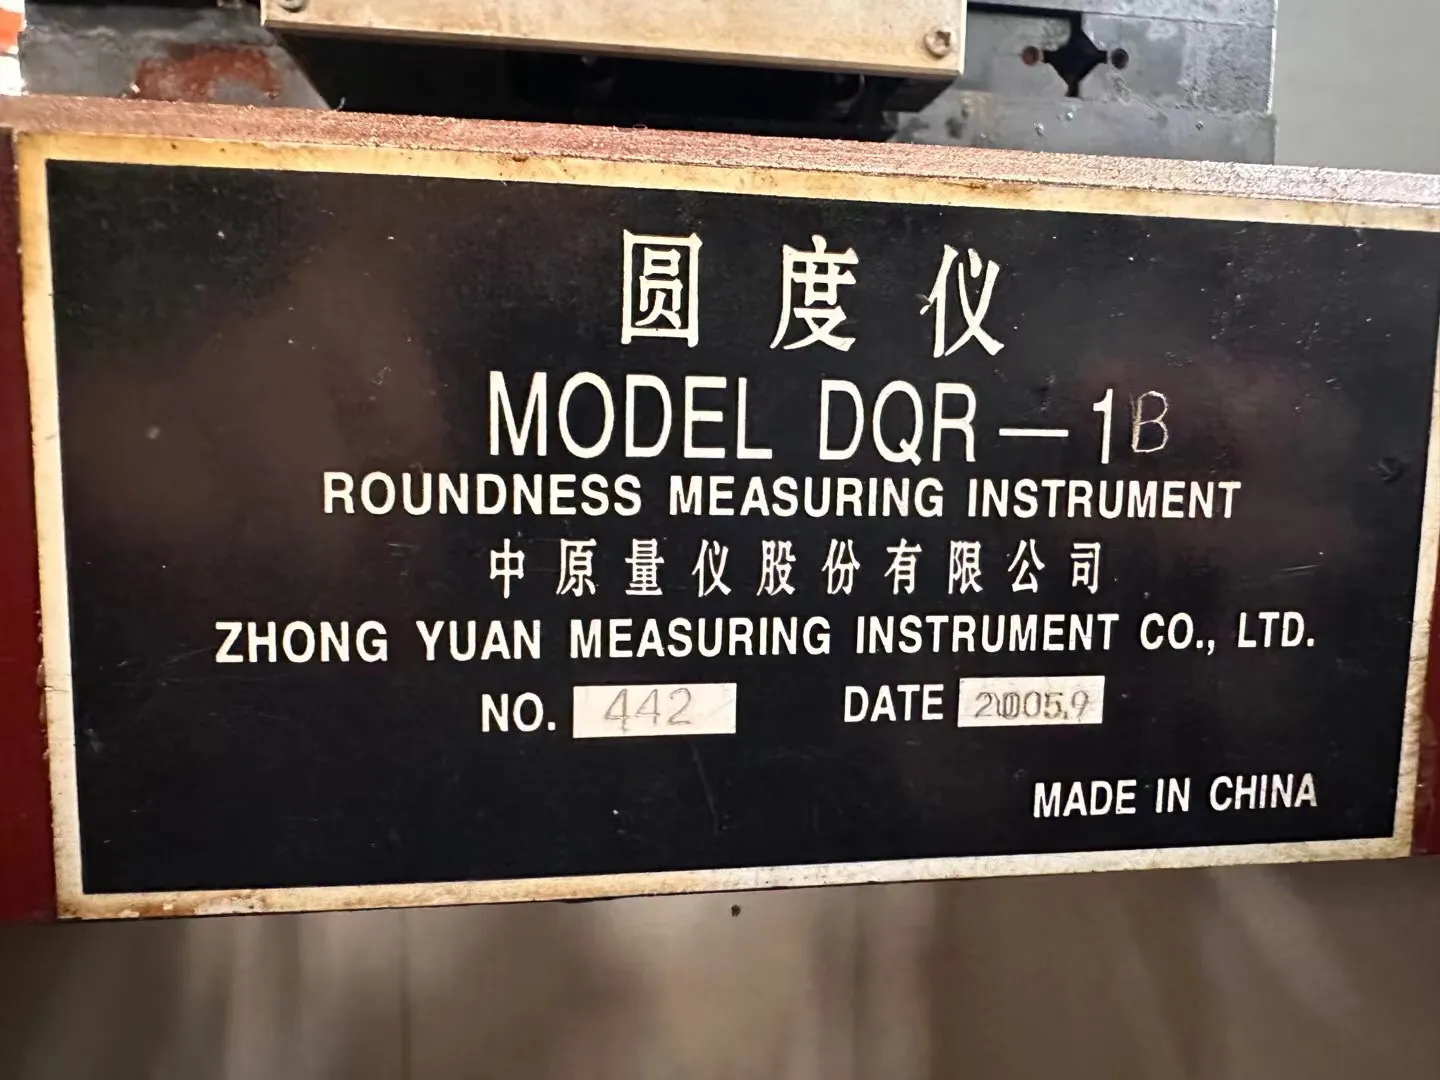 圆度仪
MODEL DQR-1B
ROUNDNESS MEASURING INSTRUMENT
中原量仪股份有限公司
ZHONG YUAN MEASURING INSTRUMENT CO., LTD.
NO. 442 DATE 2005.9
MADE IN CHINA